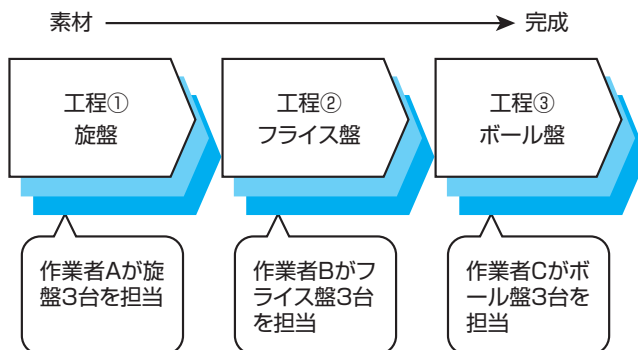 素材
完成
工程①
旋盤
工程②
フライス盤
工程③
ボール盤
作業者Aが旋
盤3台を担当
作業者Bがフ
ライス盤3台
を担当
作業者Cがボ
ール盤3台を
担当